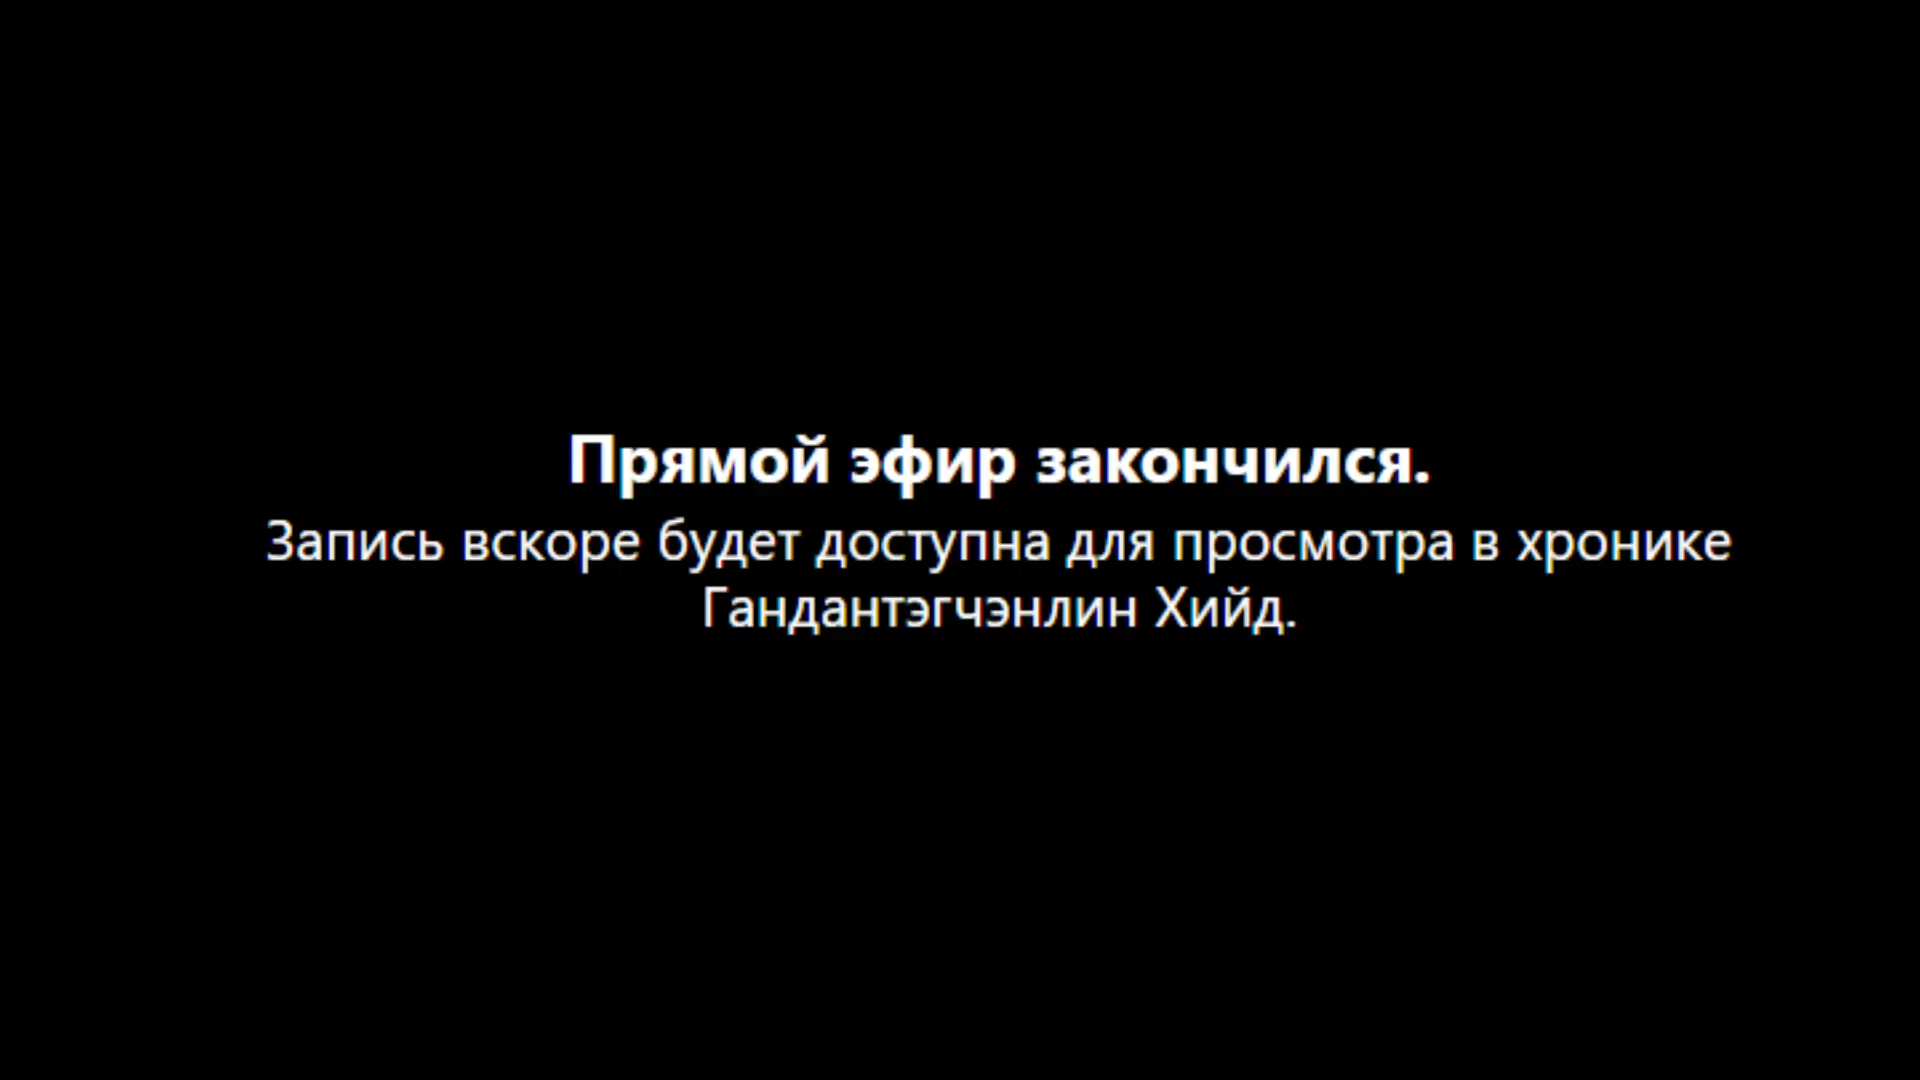 Прямой эфир закончился.
Запись вскоре будет доступна для просмотра в хронике
Гандантэгчэнлин Хийд.